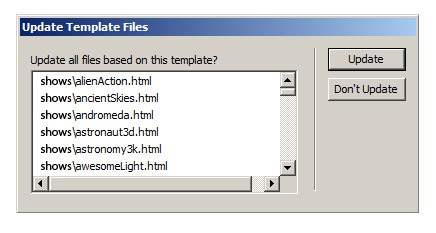 Update Template Files
Update all files based on this template?
shows\alienAction.html
shows\ancientSkies.html
shows\andromeda.html
shows\astronaut3d.html
shows\astronomy3k.html
shows\awesomeLight.html
Update
Don't Update